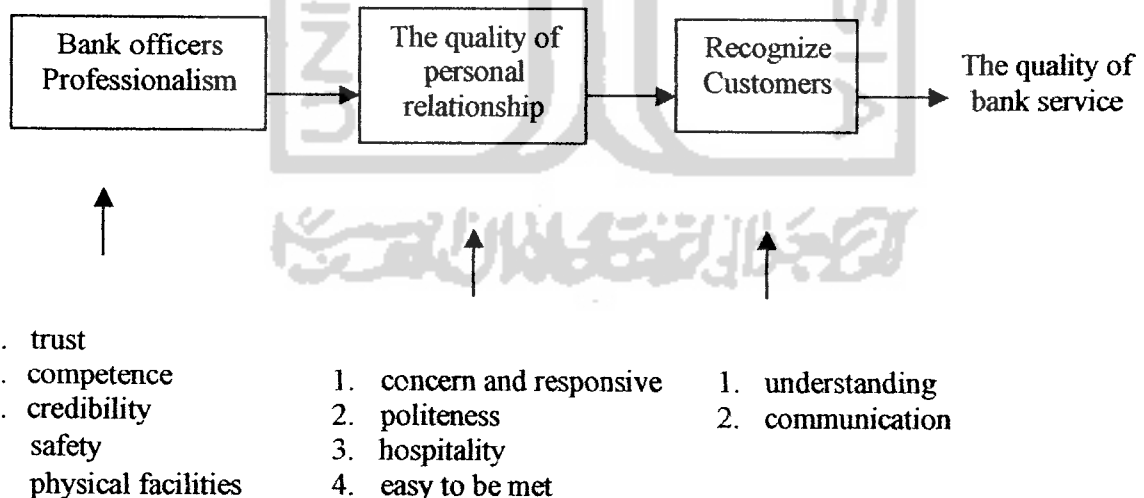 Bank officers
Professionalism
The quality of
personal
relationship
Recognize
Customers
The quality of
bank service
. trust
. competence
. credibility
safety
physical facilities
1. concern and responsive
2. politeness
3. hospitality
4. easy to be met
1. understanding
2. communication